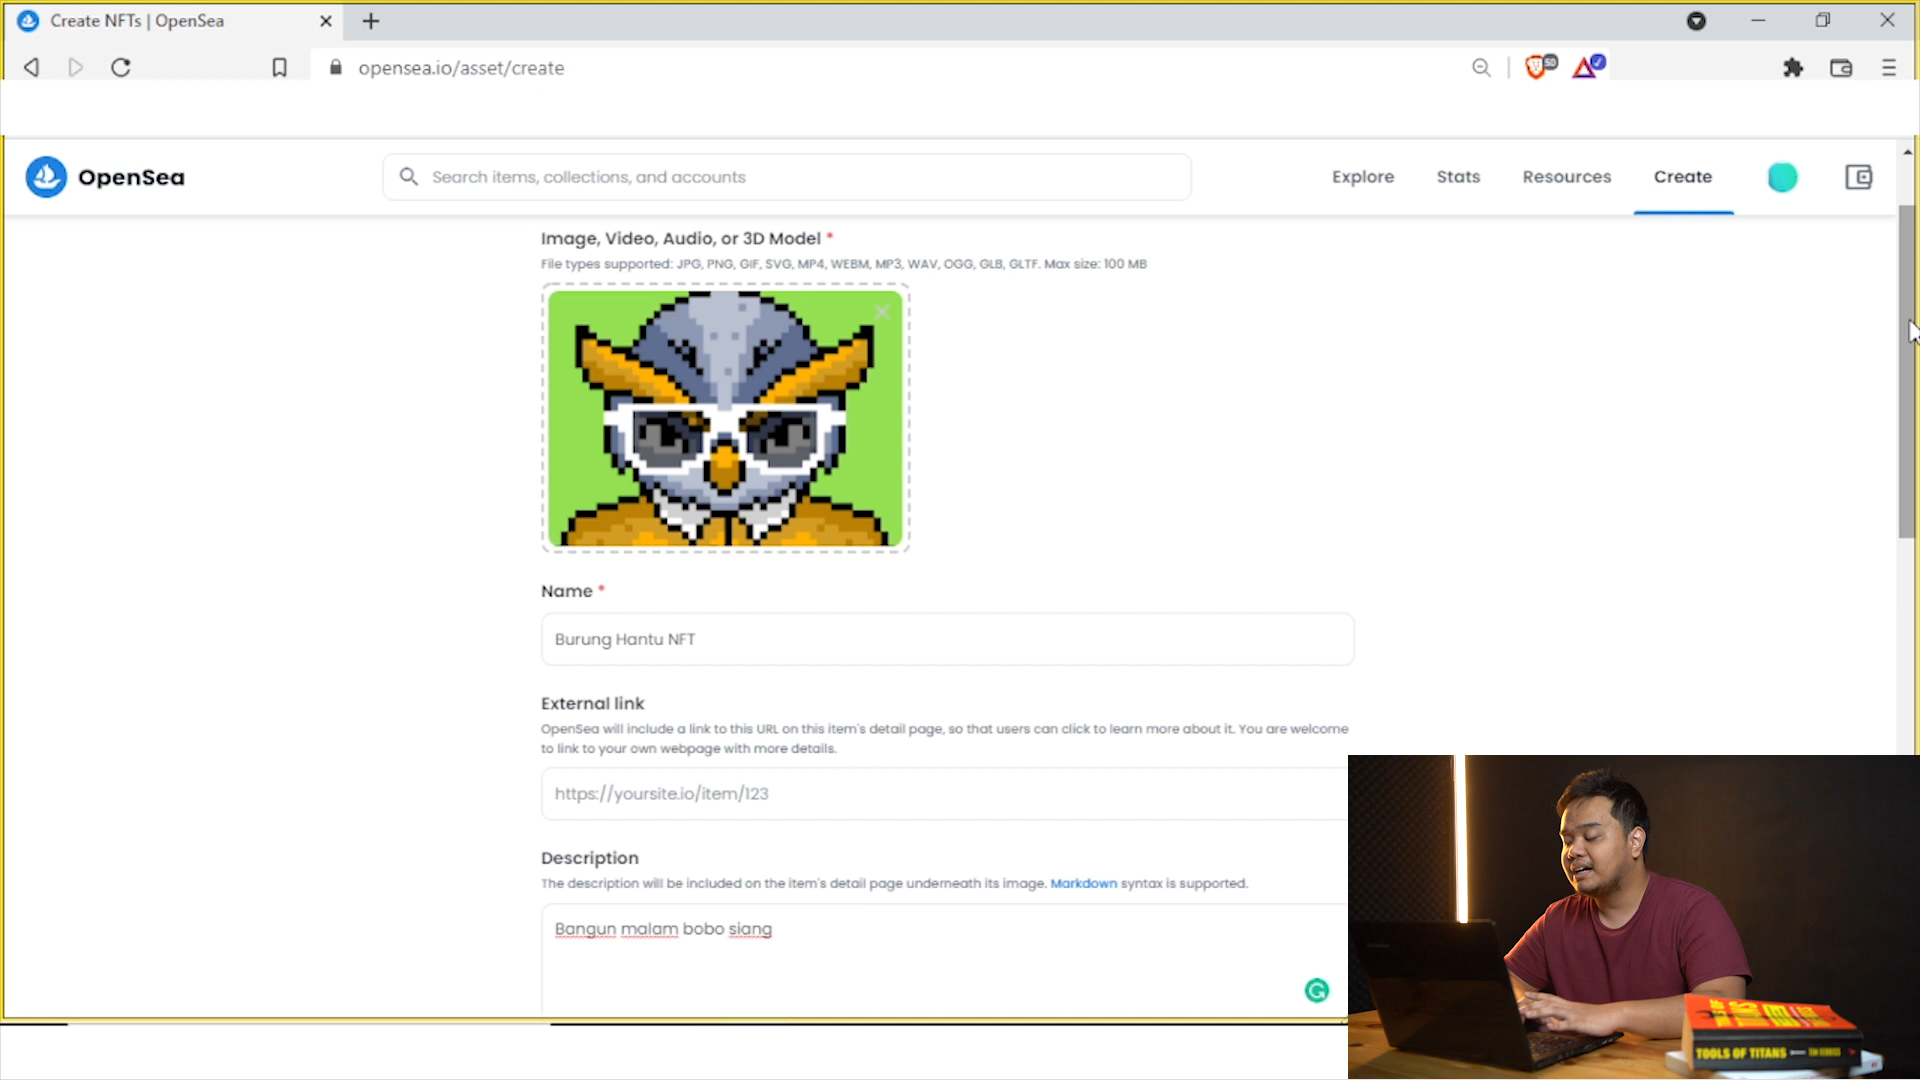 Create NFTs | OpenSea
opensea.io/asset/create
50
OpenSea
Search items, collections, and accounts
Explore
Stats
Resources
Create
Image, Video, Audio, or 3D Model *
File types supported: JPG, PNG, GIF, SVG, MP4, WEBM, MP3, WAV, OGG, GLB, GLTF. Max size: 100 MB
Name *
Burung Hantu NFT
External link
OpenSea will include a link to this URL on this item's detail page, so that users can click to learn more about it. You are welcome
to link to your own webpage with more details.
https://yoursite.io/item/123
Description
The description will be included on the item's detail page underneath its image. Markdown syntax is supported.
Bangun malam bobo siang
TOOLS OF TITANS